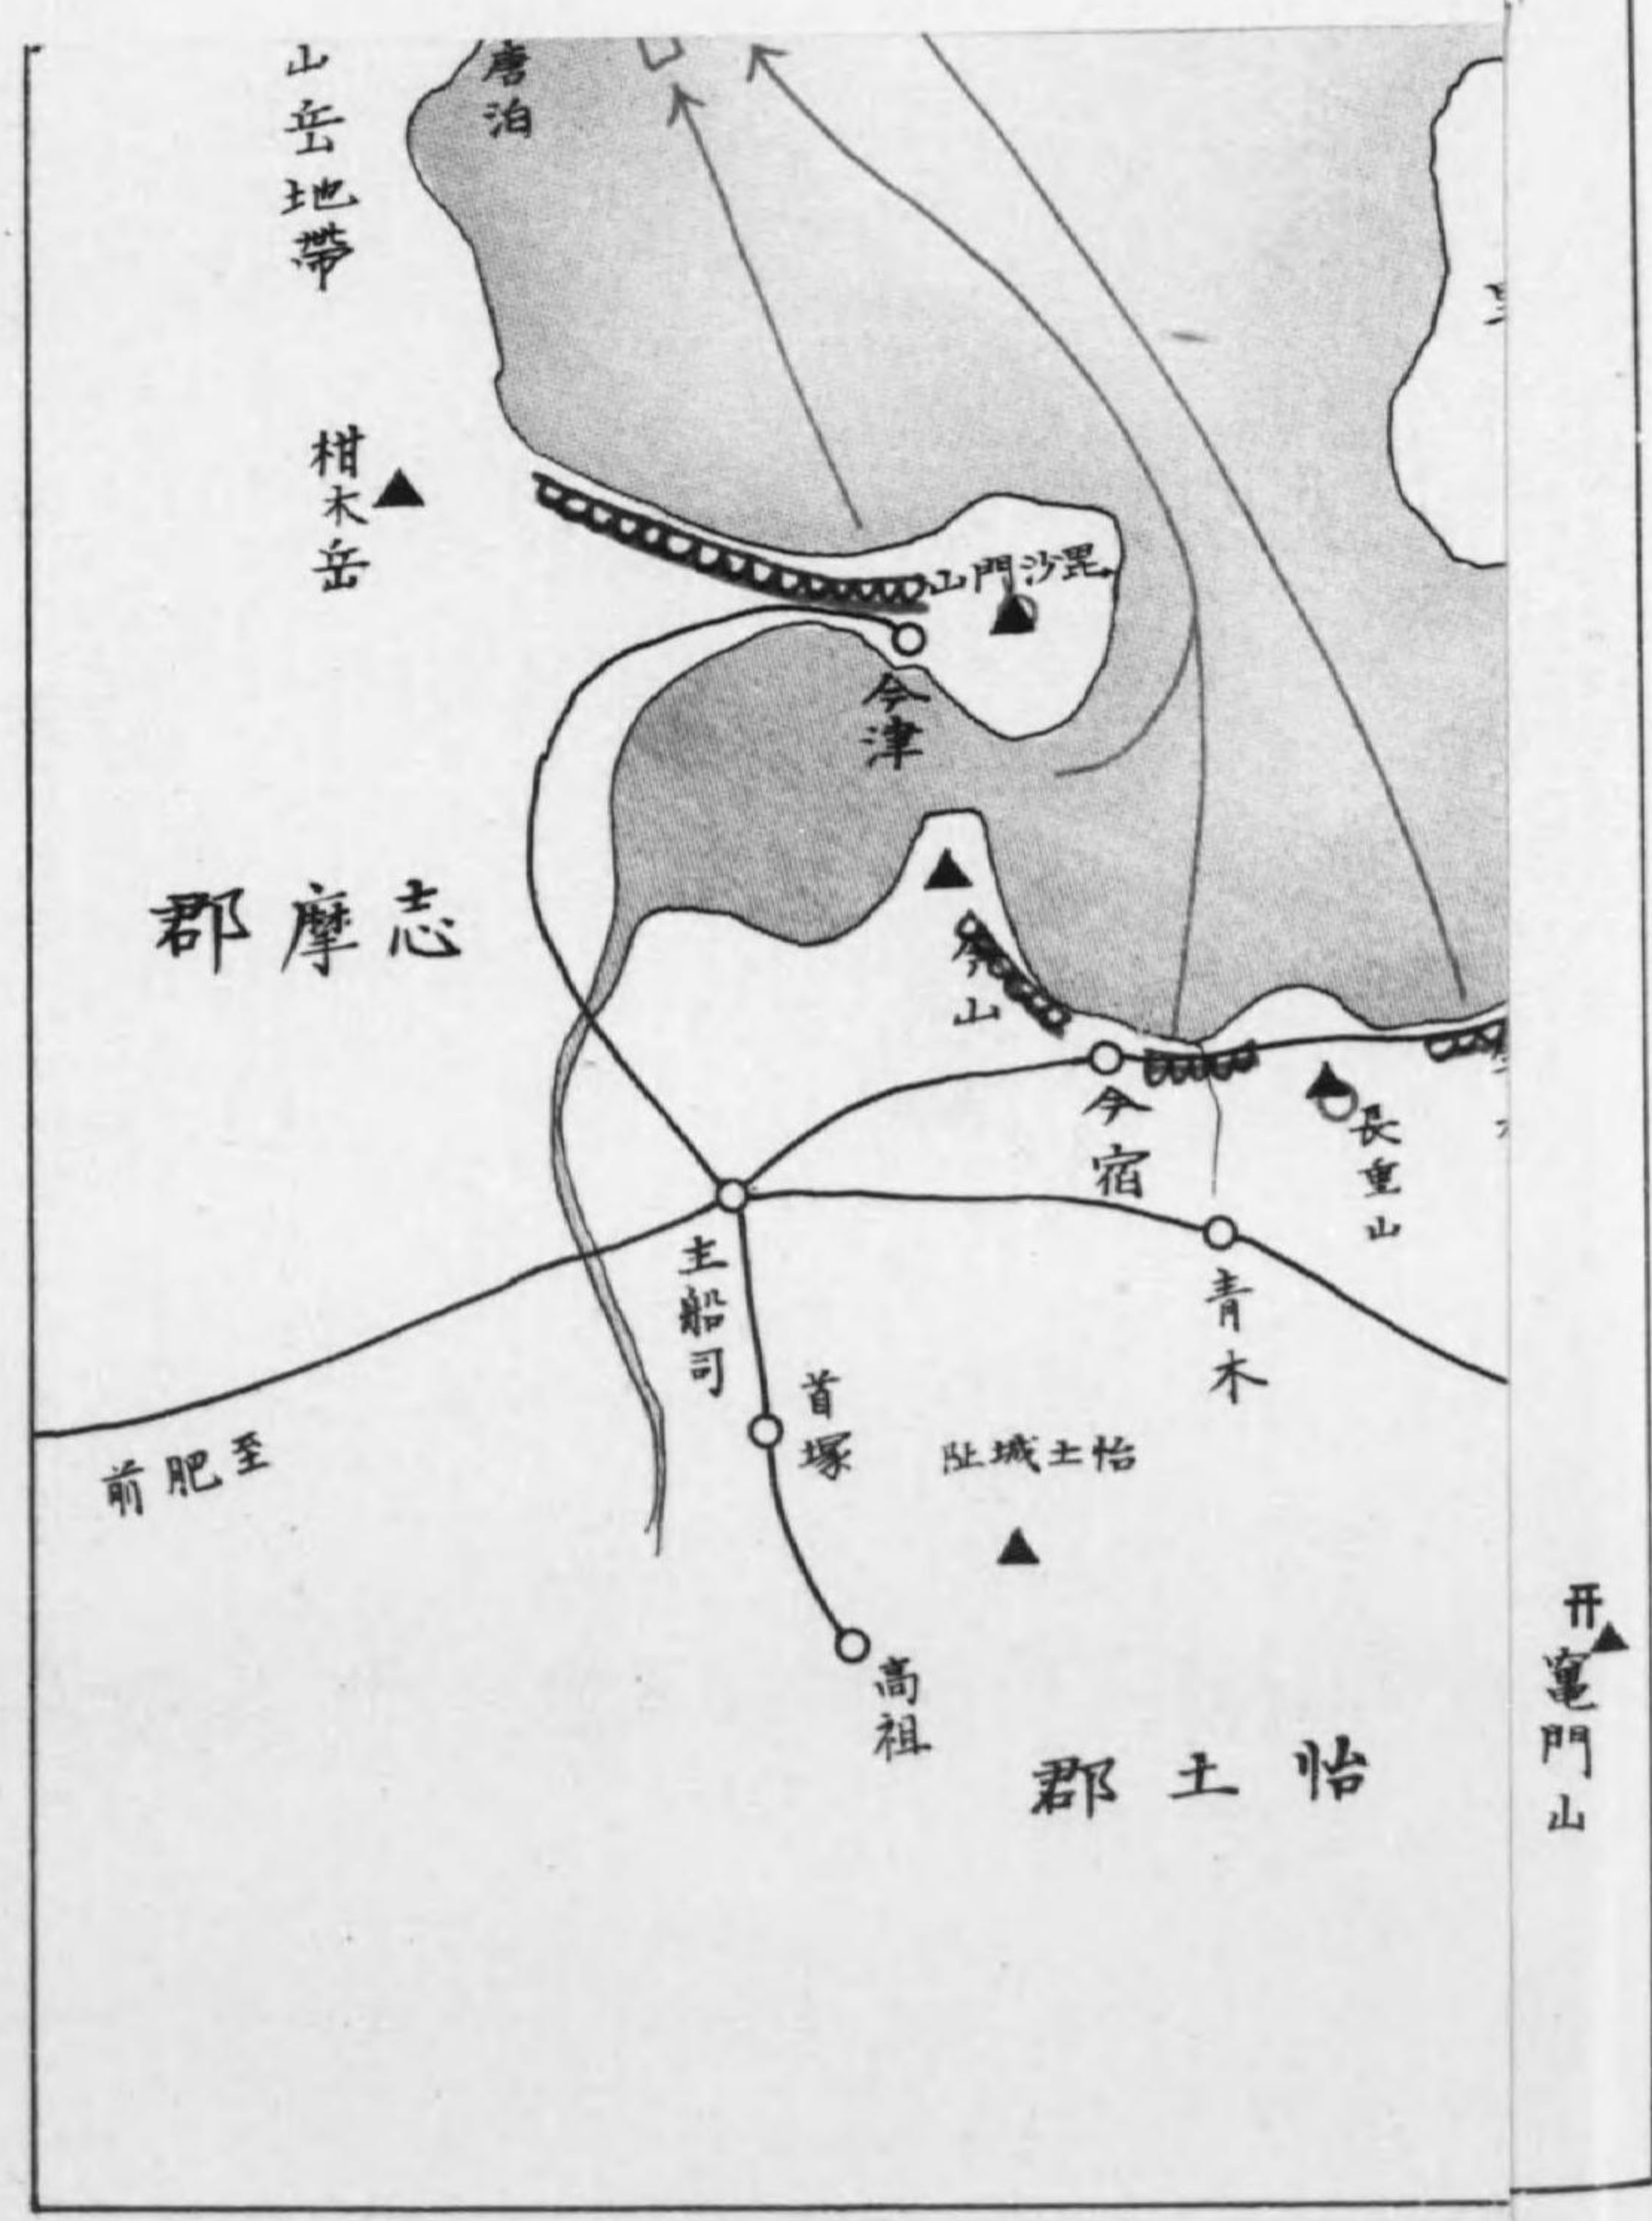 山岳地帶
唐泊
柑木岳
毘沙門山
今津
志摩郡
山
今宿
長垂山
主船司
青木
首塚
怡土城阯
至肥前
高祖
怡土郡
竈門山